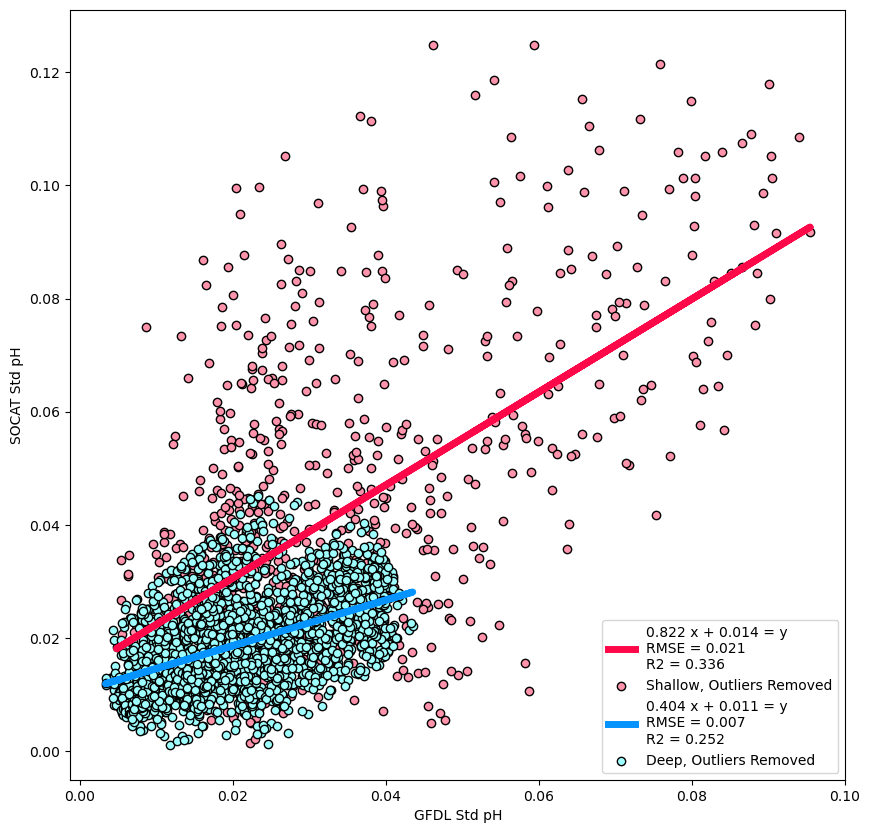 0.12
0.10
0.08
0.06
0.04
0.02
0.00
SOCAT Std pH
0.00
0.02
0.04
0.06
0.08
0.10
GFDL Std pH
0.822 x + 0.014 = y
RMSE = 0.021
R2 = 0.336
Shallow, Outliers Removed
0.404 x + 0.011 = y
RMSE = 0.007
R2 = 0.252
Deep, Outliers Removed